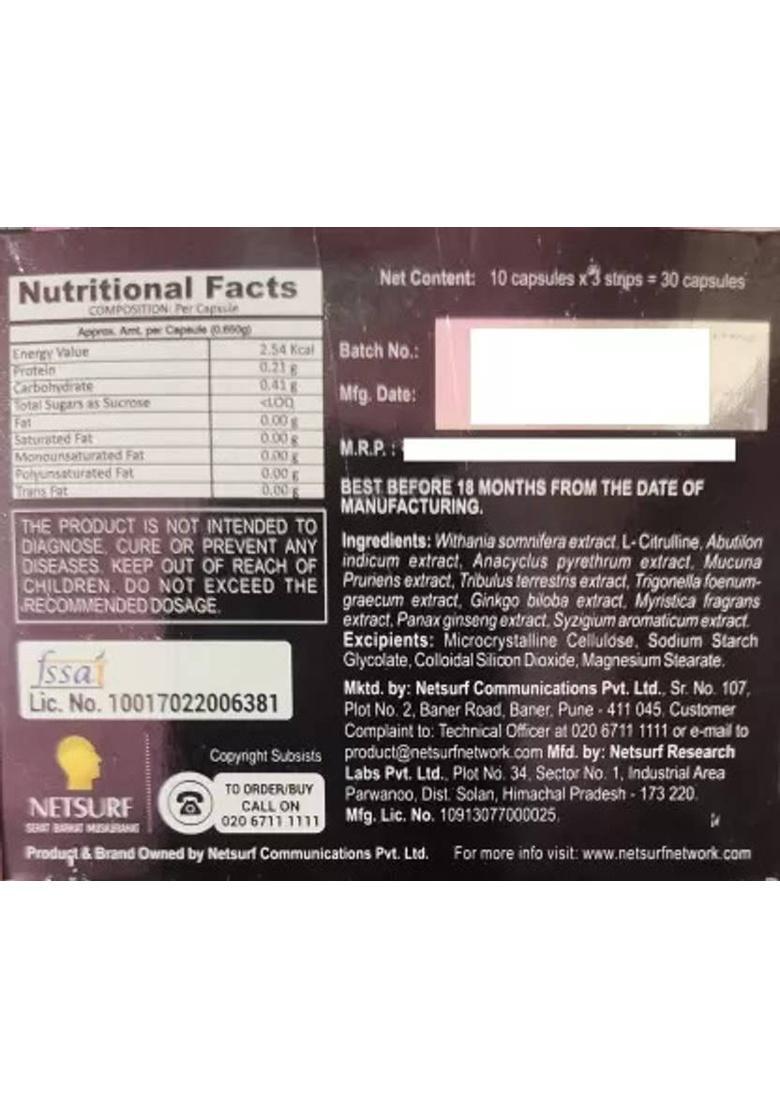 Nutritional Facts
COMPOSITION: Per Capsule
Approx. Amt. per Capsule (0.660g)
Energy Value 2.54 Kcal
Protein 0.21 g
Carbohydrate 0.41 g
Total Sugars as Sucrose <LOQ
Fat 0.00 g
Saturated Fat 0.00 g
Monounsaturated Fat 0.00 g
Polyunsaturated Fat 0.00 g
Trans Fat 0.00 g
THE PRODUCT IS NOT INTENDED TO
DIAGNOSE, CURE OR PREVENT ANY
DISEASES. KEEP OUT OF REACH OF
CHILDREN. DO NOT EXCEED THE
RECOMMENDED DOSAGE.
fssai
Lic. No. 10017022006381
NETSURF
SEHAT BARKAT MUSKURAHAT
Copyright Subsists
TO ORDER/BUY
CALL ON
020 6711 1111
Net Content: 10 capsules x 3 strips = 30 capsules
Batch No.:
Mfg. Date:
M.R.P. :
BEST BEFORE 18 MONTHS FROM THE DATE OF
MANUFACTURING.
Ingredients: Withania somnifera extract, L- Citrulline, Abutilon
indicum extract, Anacyclus pyrethrum extract, Mucuna
Pruriens extract, Tribulus terrestris extract, Trigonella foenum-
graecum extract, Ginkgo biloba extract, Myristica fragrans
extract, Panax ginseng extract, Syzigium aromaticum extract.
Excipients: Microcrystalline Cellulose, Sodium Starch
Glycolate, Colloidal Silicon Dioxide, Magnesium Stearate.
Mktd. by: Netsurf Communications Pvt. Ltd., Sr. No. 107,
Plot No. 2, Baner Road, Baner, Pune - 411 045. Customer
Complaint to: Technical Officer at 020 6711 1111 or e-mail to
product@netsurfnetwork.com Mfd. by: Netsurf Research
Labs Pvt. Ltd., Plot No. 34, Sector No. 1, Industrial Area
Parwanoo, Dist. Solan, Himachal Pradesh - 173 220.
Mfg. Lic. No. 10913077000025.
Product & Brand Owned by Netsurf Communications Pvt. Ltd. For more info visit: www.netsurfnetwork.com